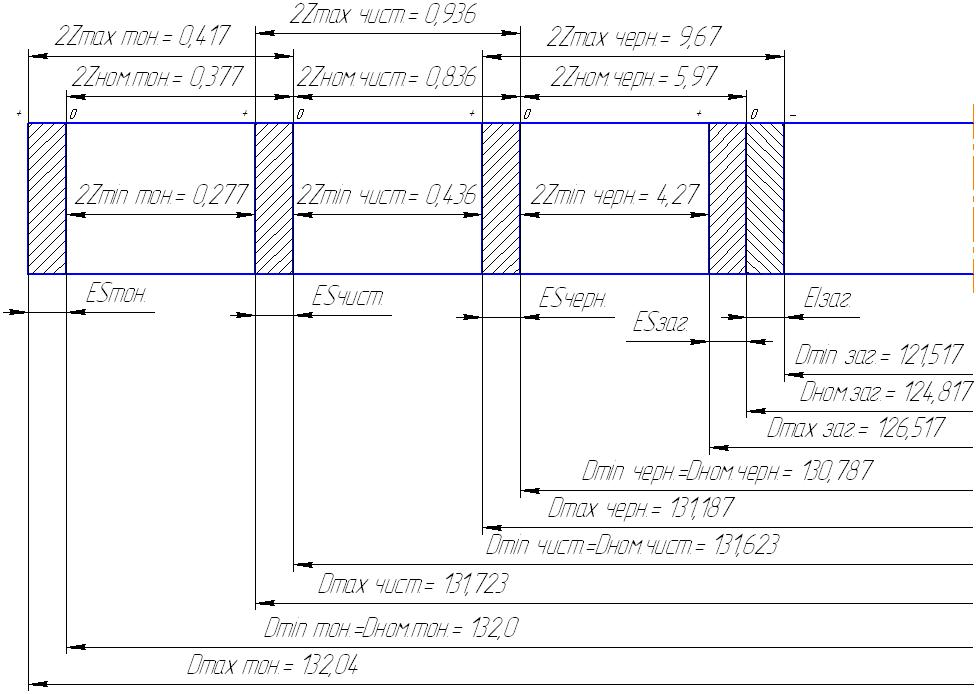 2Zmax чист.= 0,936
2Zmax тон.= 0,417
2Zmax черн.= 9,67
2Zном.тон.= 0,377
2Zном.чист.= 0,836
2Zном.черн.= 5,97
+ 0 + 0 + 0 + 0 –
2Zmin тон.= 0,277
2Zmin чист.= 0,436
2Zmin черн.= 4,27
ESтон.
ESчист.
ESчерн.
EIзаг.
ESзаг.
Dmin заг.= 121,517
Dном.заг.= 124,817
Dmax заг.= 126,517
Dmin черн.=Dном.черн.= 130,787
Dmax черн.= 131,187
Dmin чист.=Dном.чист.= 131,623
Dmax чист.= 131,723
Dmin тон.=Dном.тон.= 132,0
Dmax тон.= 132,04